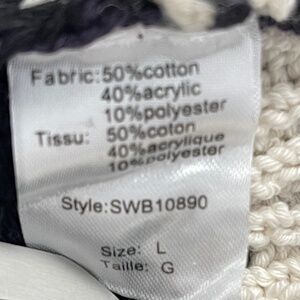 Fabric:50%cotton
40%acrylic
10%polyester
Tissu: 50%coton
40%acrylique
10%polyester
Style:SWB10890
Size: L
Taille: G